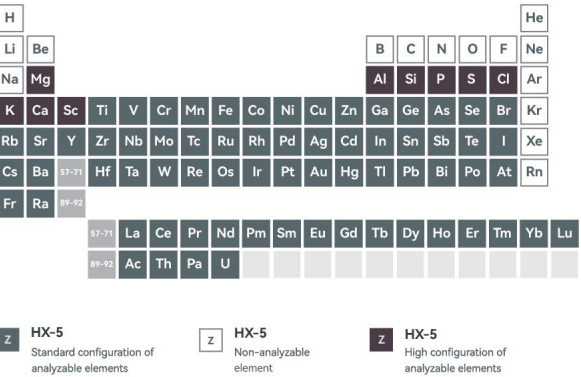 H He
Li Be B C N O F Ne
Na Mg Al Si P S Cl Ar
K Ca Sc Ti V Cr Mn Fe Co Ni Cu Zn Ga Ge As Se Br Kr
Rb Sr Y Zr Nb Mo Tc Ru Rh Pd Ag Cd In Sn Sb Te I Xe
Cs Ba 57-71 Hf Ta W Re Os Ir Pt Au Hg Tl Pb Bi Po At Rn
Fr Ra 89-92
57-71 La Ce Pr Nd Pm Sm Eu Gd Tb Dy Ho Er Tm Yb Lu
89-92 Ac Th Pa U
Z HX-5
Standard configuration of
analyzable elements
Z HX-5
Non-analyzable
element
Z HX-5
High configuration of
analyzable elements